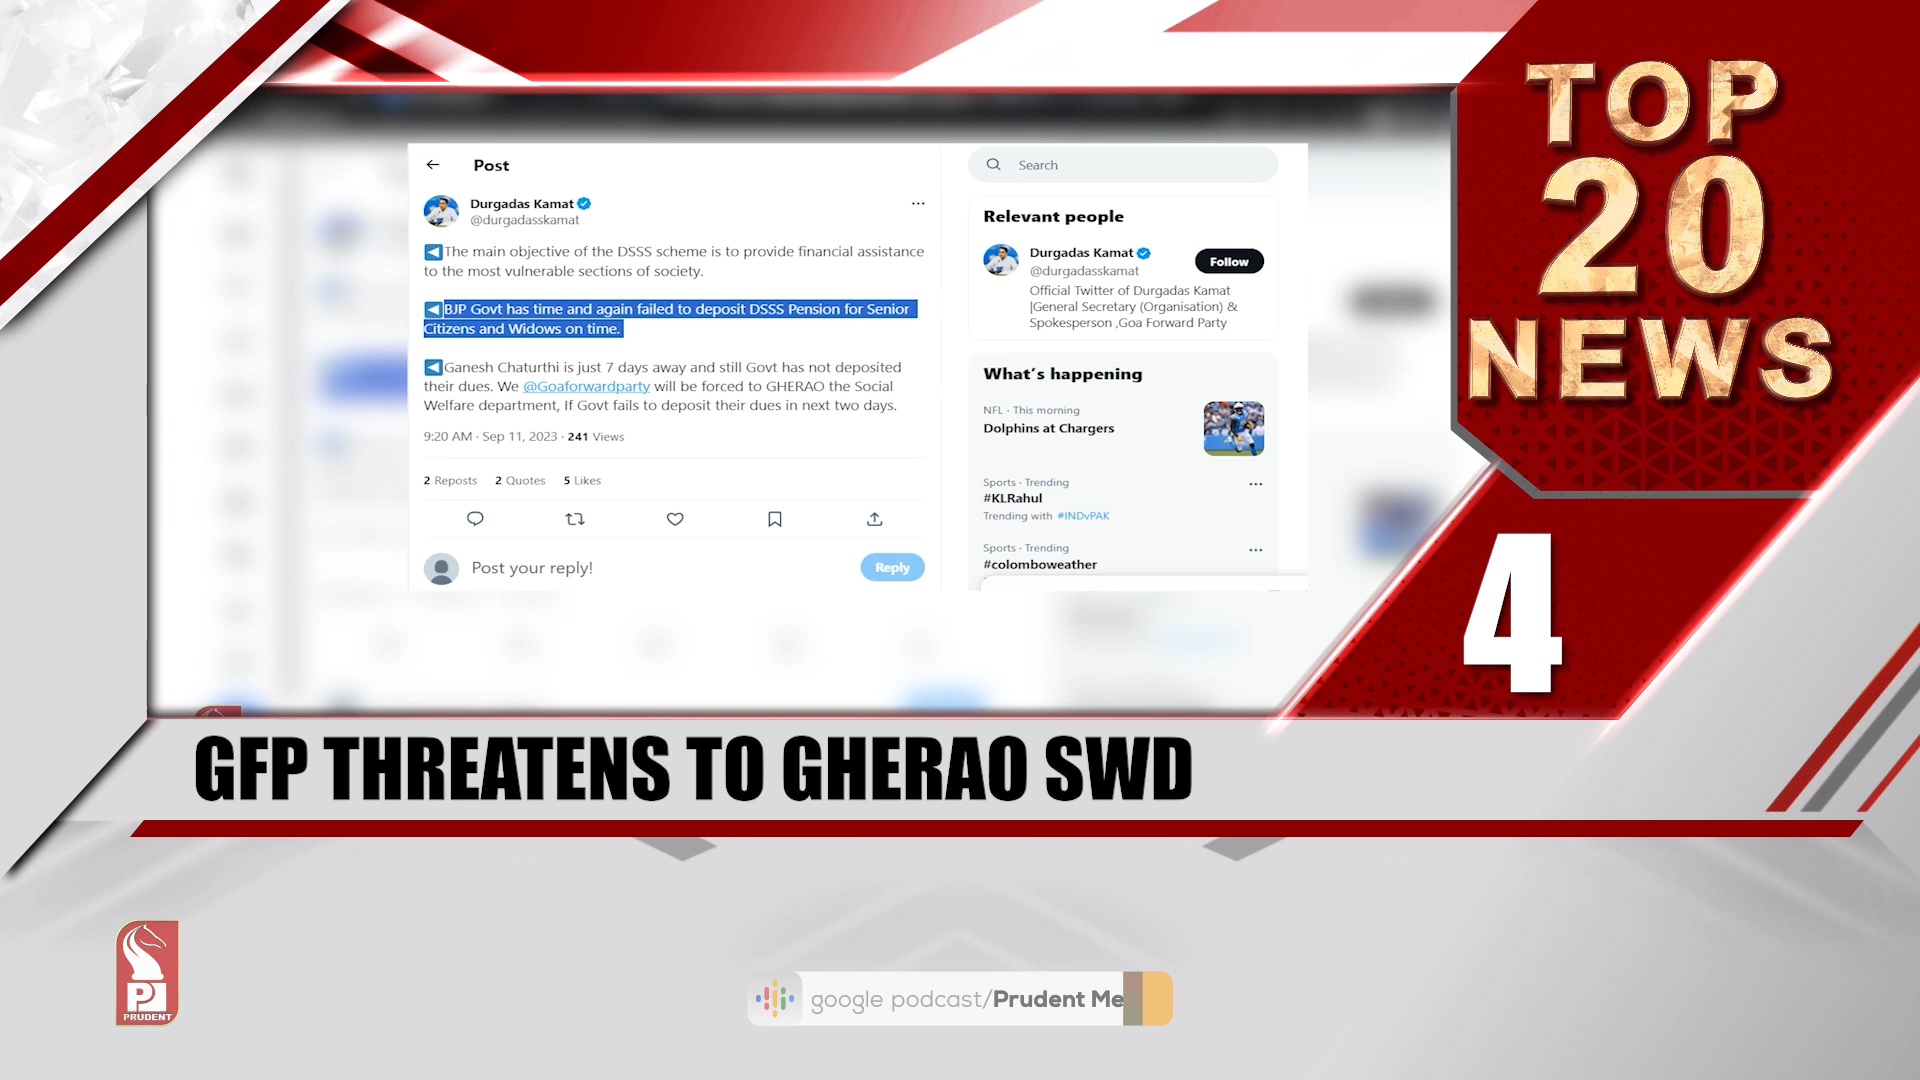 TOP
20
NEWS
4
← Post
Search
Durgadas Kamat
@durgadasskamat
The main objective of the DSSS scheme is to provide financial assistance
to the most vulnerable sections of society.
BJP Govt has time and again failed to deposit DSSS Pension for Senior
Citizens and Widows on time.
Ganesh Chaturthi is just 7 days away and still Govt has not deposited
their dues. We @Goaforwardparty will be forced to GHERAO the Social
Welfare department, If Govt fails to deposit their dues in next two days.
9:20 AM · Sep 11, 2023 · 241 Views
2 Reposts 2 Quotes 5 Likes
Post your reply!
Reply
Relevant people
Durgadas Kamat
@durgadasskamat
Follow
Official Twitter of Durgadas Kamat
|General Secretary (Organisation) &
Spokesperson ,Goa Forward Party
What's happening
NFL · This morning
Dolphins at Chargers
Sports · Trending
#KLRahul
Trending with #INDvPAK
Sports · Trending
#colomboweather
GFP THREATENS TO GHERAO SWD
PRUDENT
google podcast/Prudent Me